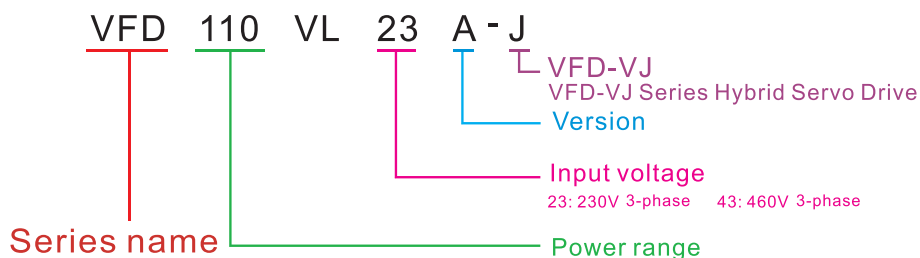 VFD 110 VL 23 A - J
VFD-VJ
VFD-VJ Series Hybrid Servo Drive
Version
Input voltage
23: 230V 3-phase 43: 460V 3-phase
Series name
Power range